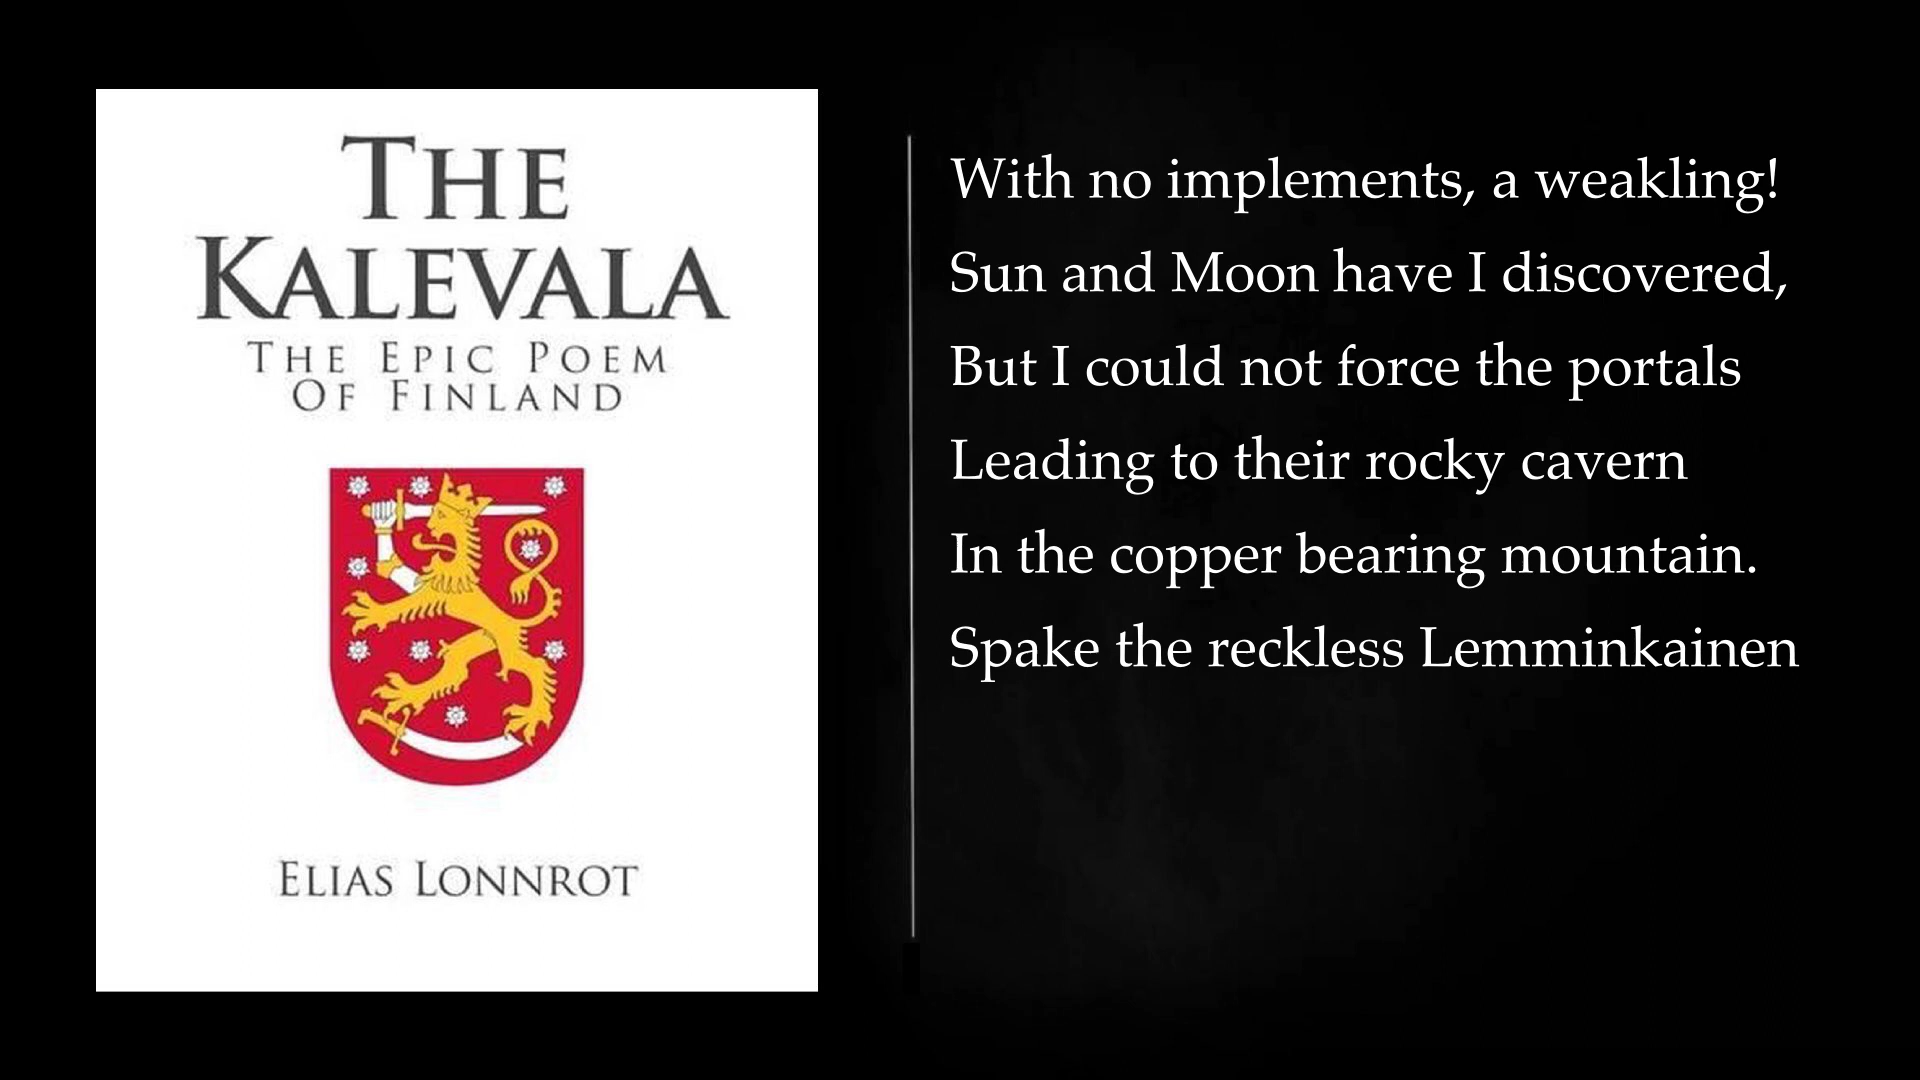 THE
KALEVALA
THE EPIC POEM
OF FINLAND
ELIAS LONNROT
With no implements, a weakling!
Sun and Moon have I discovered,
But I could not force the portals
Leading to their rocky cavern
In the copper bearing mountain.
Spake the reckless Lemminkainen